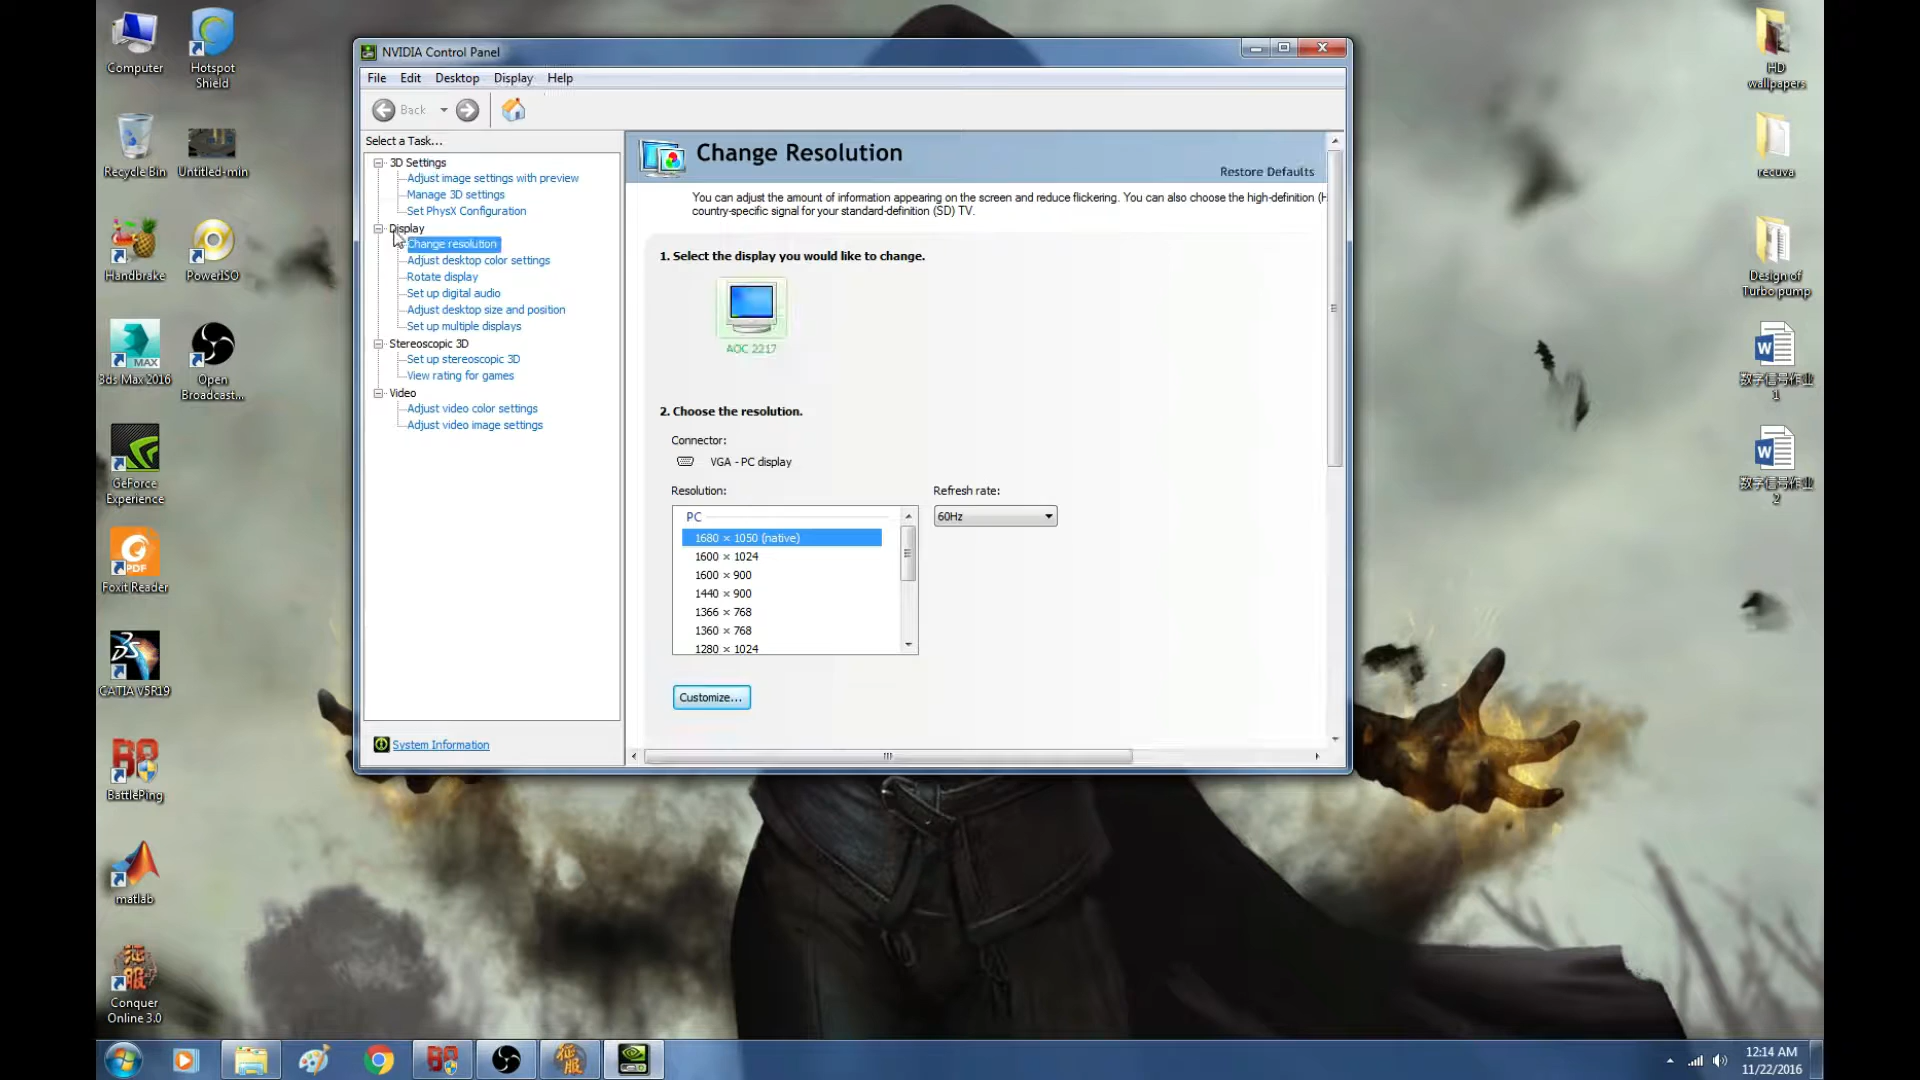 Computer
Hotspot
Shield
Recycle Bin
Untitled-min
Handbrake
PowerISO
MAX
3ds Max 2016
Open
Broadcast...
GeForce
Experience
PDF
Foxit Reader
CATIA V5R19
BattlePing
matlab
征服
Conquer
Online 3.0
NVIDIA Control Panel
File Edit Desktop Display Help
Back
Select a Task...
3D Settings
Adjust image settings with preview
Manage 3D settings
Set PhysX Configuration
Display
Change resolution
Adjust desktop color settings
Rotate display
Set up digital audio
Adjust desktop size and position
Set up multiple displays
Stereoscopic 3D
Set up stereoscopic 3D
View rating for games
Video
Adjust video color settings
Adjust video image settings
System Information
Change Resolution
Restore Defaults
You can adjust the amount of information appearing on the screen and reduce flickering. You can also choose the high-definition (H
country-specific signal for your standard-definition (SD) TV.
1. Select the display you would like to change.
AOC 2217
2. Choose the resolution.
Connector:
VGA - PC display
Resolution:
Refresh rate:
PC
60Hz
1680 × 1050 (native)
1600 × 1024
1600 × 900
1440 × 900
1366 × 768
1360 × 768
1280 × 1024
Customize...
HD
wallpapers
recuva
Design of
Turbo pump
W
数字信号作业
1
W
数字信号作业
2
12:14 AM
11/22/2016